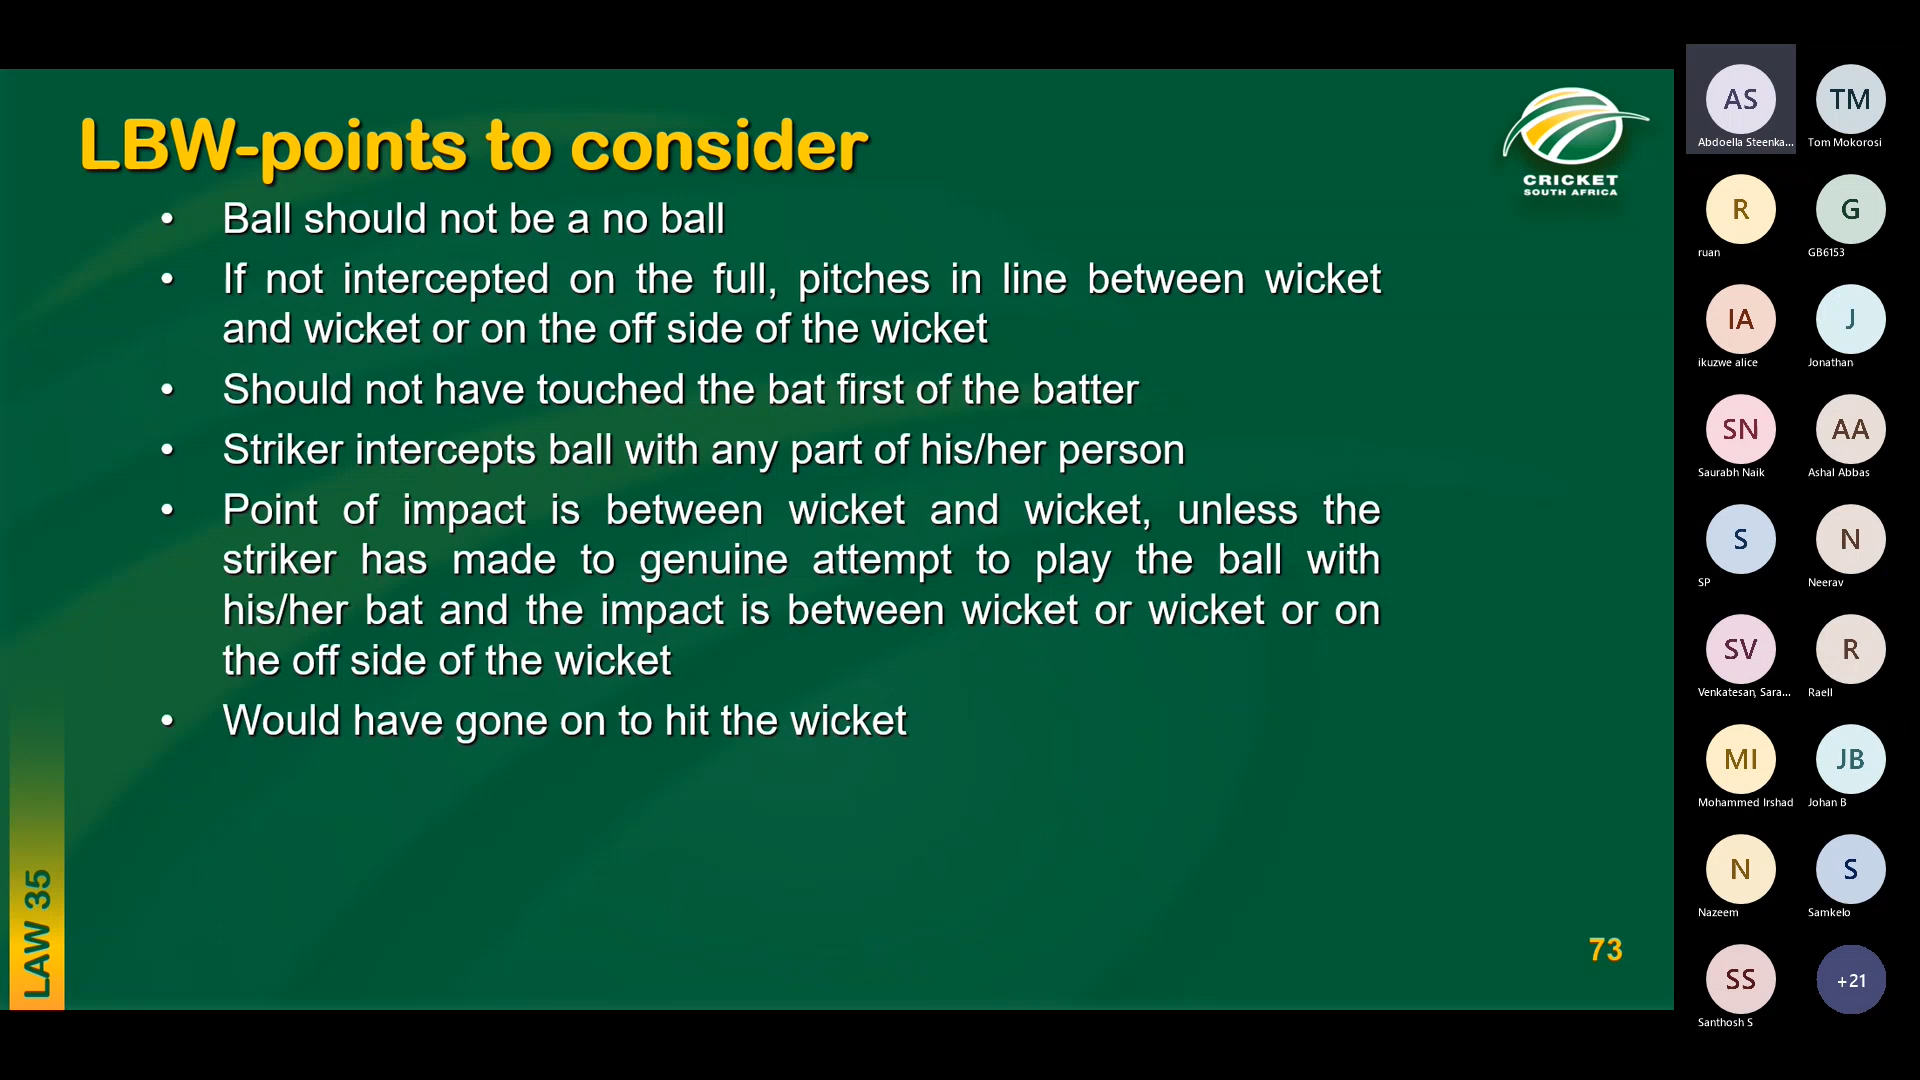 LBW-points to consider
CRICKET
SOUTH AFRICA
• Ball should not be a no ball
• If not intercepted on the full, pitches in line between wicket
and wicket or on the off side of the wicket
• Should not have touched the bat first of the batter
• Striker intercepts ball with any part of his/her person
• Point of impact is between wicket and wicket, unless the
striker has made to genuine attempt to play the ball with
his/her bat and the impact is between wicket or wicket or on
the off side of the wicket
• Would have gone on to hit the wicket
LAW 35
73
AS
Abdoella Steenka...
TM
Tom Mokorosi
R
ruan
G
GB6153
IA
ikuzwe alice
J
Jonathan
SN
Saurabh Naik
AA
Ashal Abbas
S
SP
N
Neerav
SV
Venkatesan, Sara...
R
Raell
MI
Mohammed Irshad
JB
Johan B
N
Nazeem
S
Samkelo
SS
Santhosh S
+21